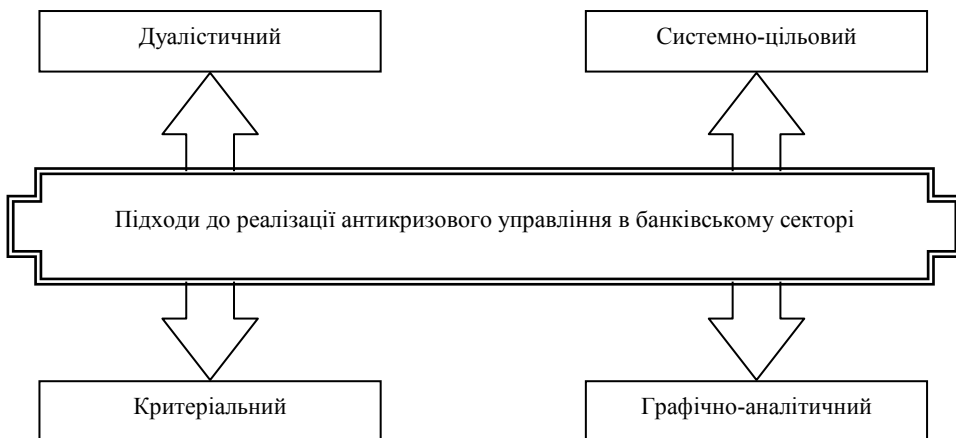 Дуалістичний
Системно-цільовий
Підходи до реалізації антикризового управління в банківському секторі
Критеріальний
Графічно-аналітичний